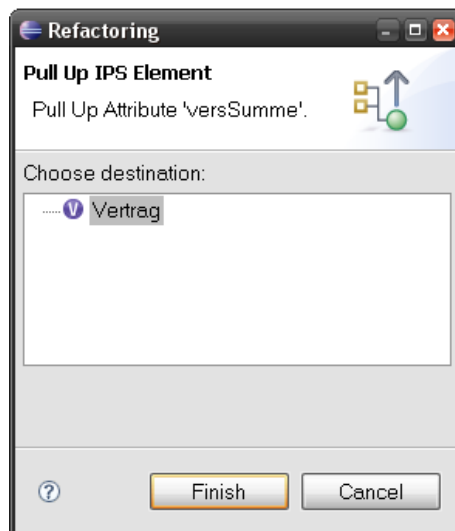 Refactoring
Pull Up IPS Element
Pull Up Attribute 'versSumme'.
Choose destination:
V Vertrag
? Finish Cancel